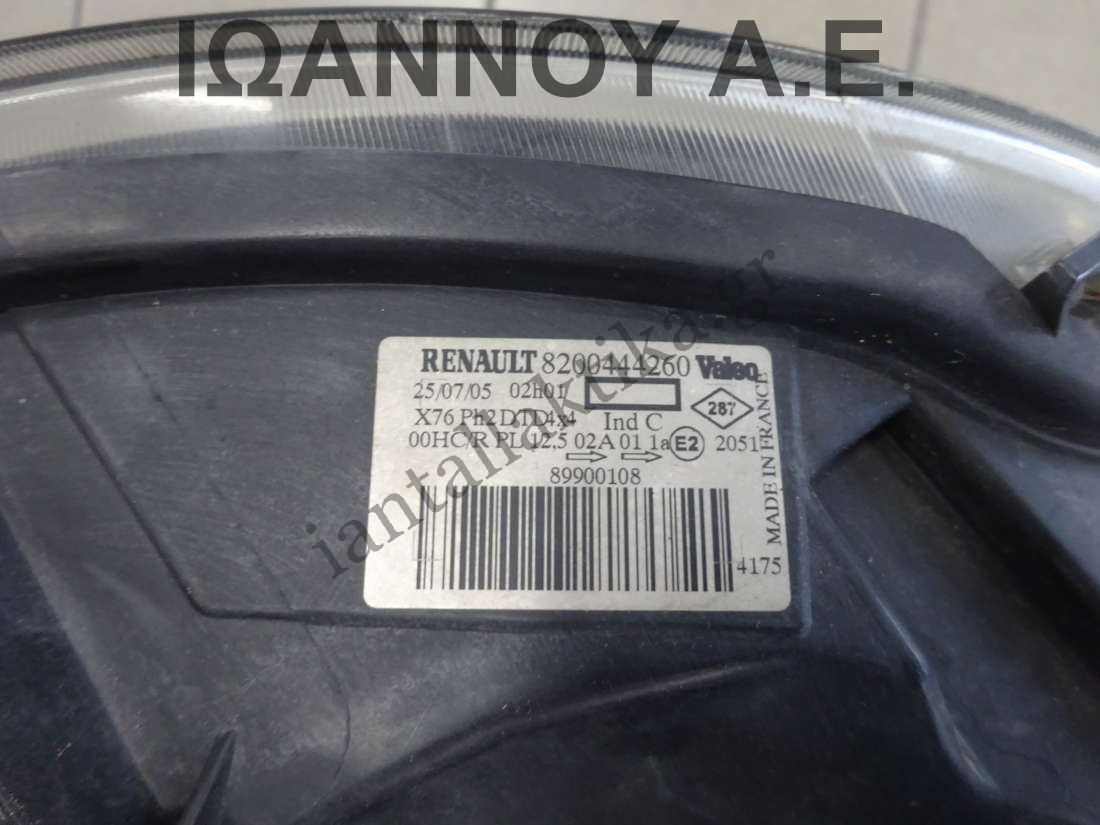 ΙΩΑΝΝΟΥ Α.Ε.
iantallaktika.gr
RENAULT 8200444260 Valeo
25/07/05 02h01
287
X76 Ph2 DTD4x4 Ind C
00HC/R PL 12.5 02A 01 1a E2 2051
89900108
4175
MADE IN FRANCE